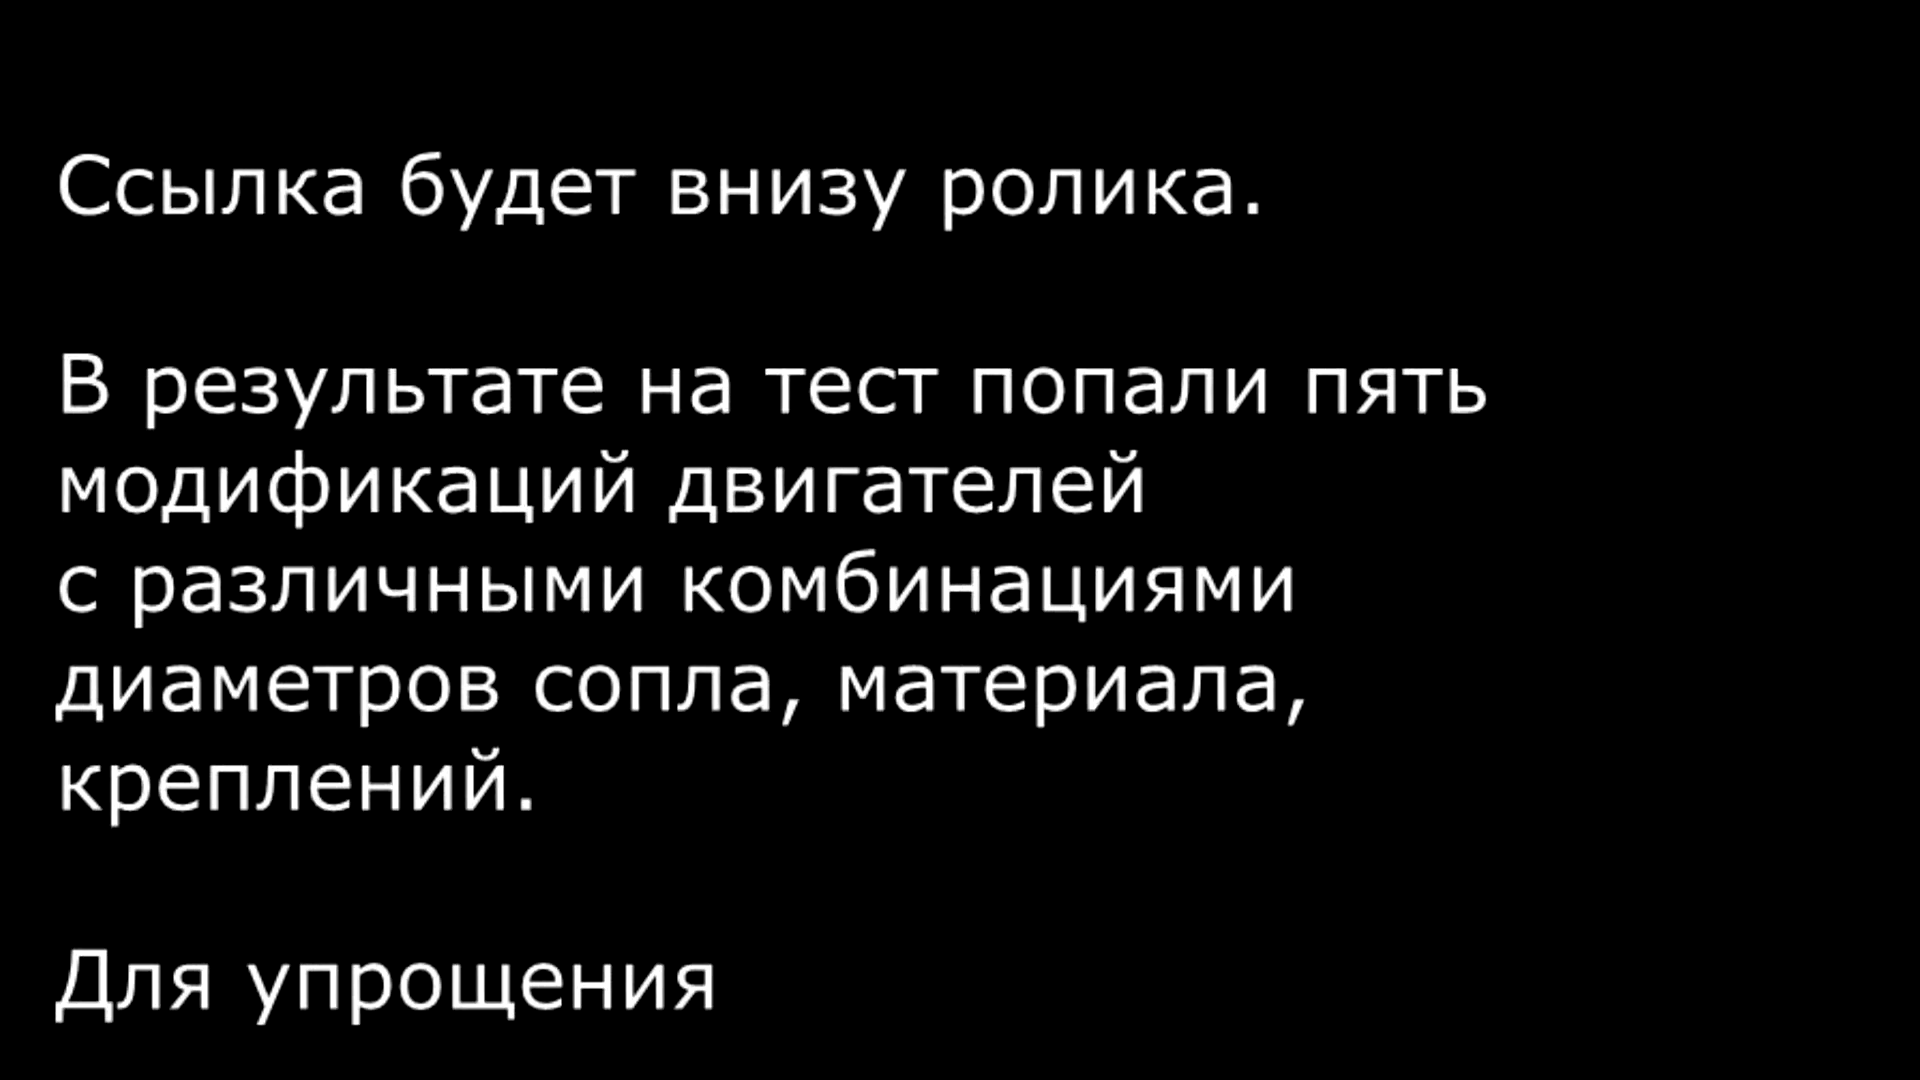 Ссылка будет внизу ролика.
В результате на тест попали пять
модификаций двигателей
с различными комбинациями
диаметров сопла, материала,
креплений.
Для упрощения